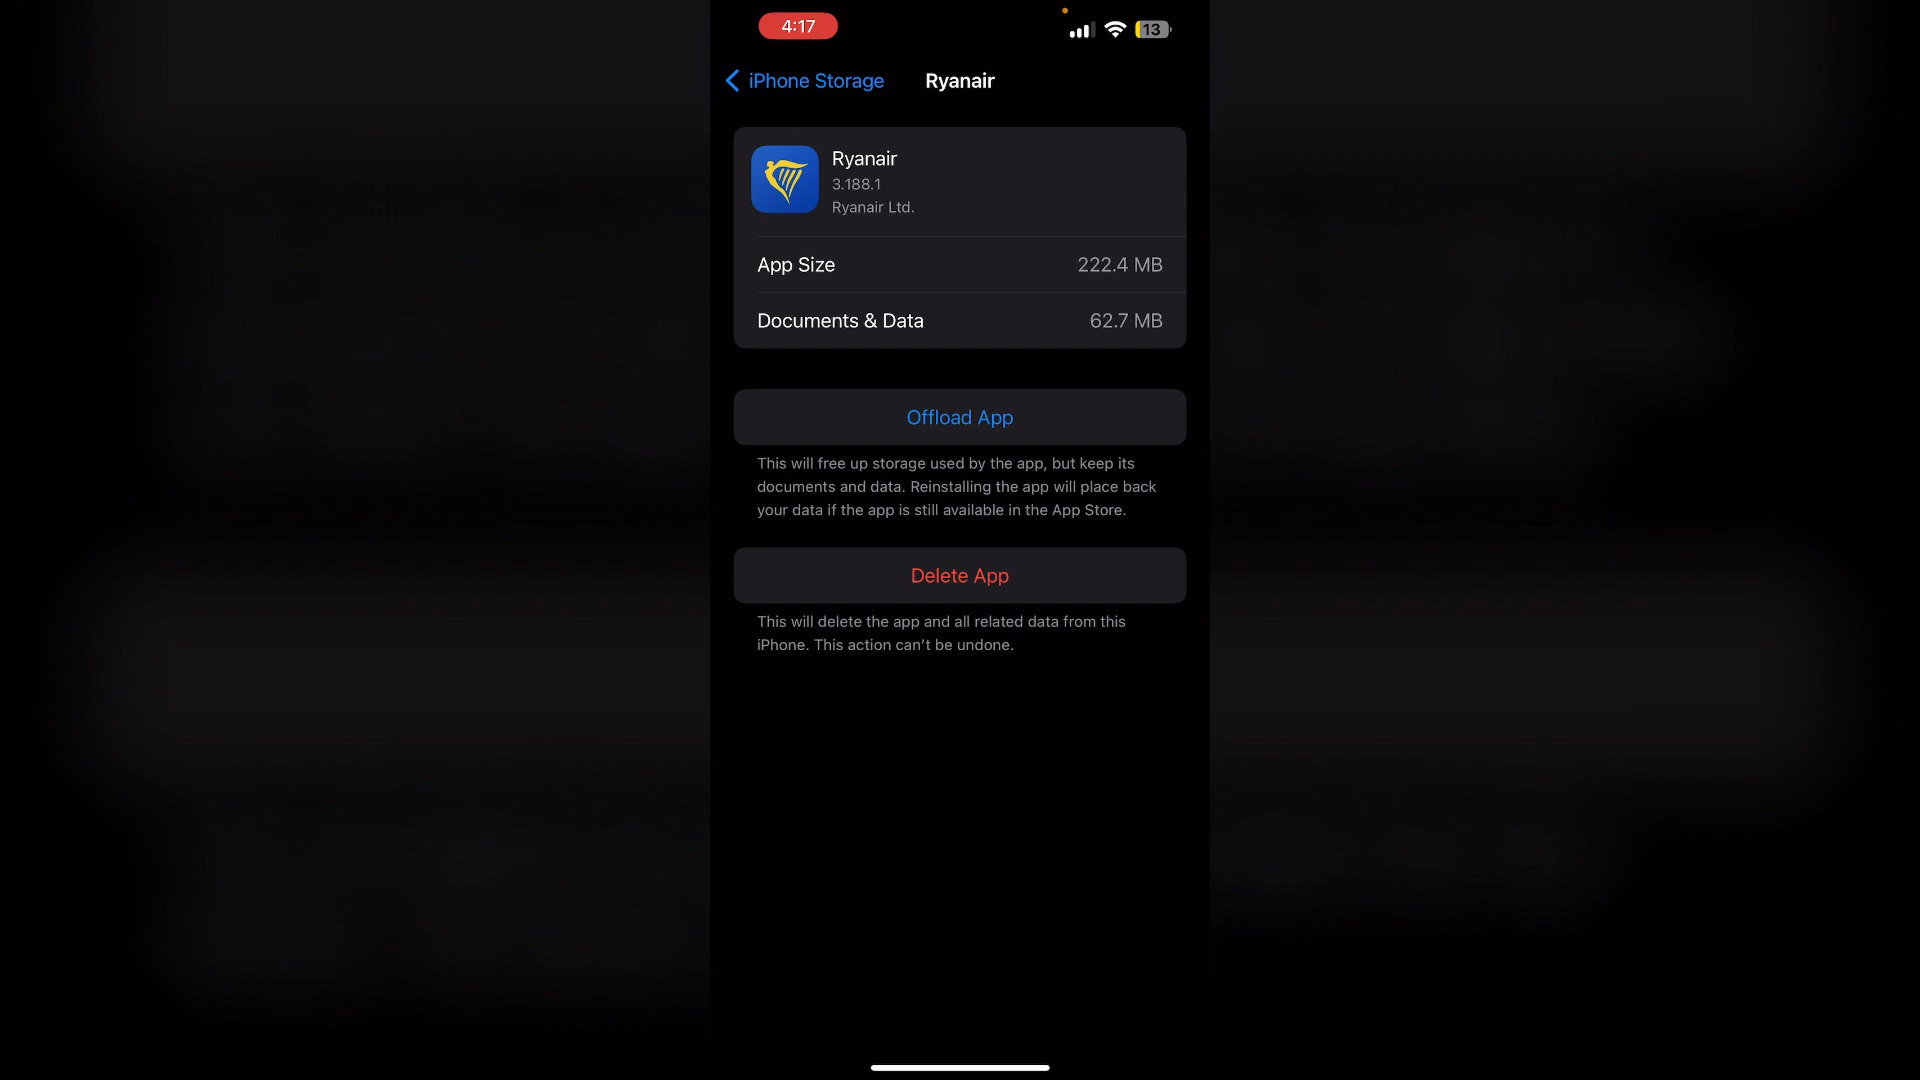 4:17
13
iPhone Storage
Ryanair
Ryanair
3.188.1
Ryanair Ltd.
App Size
222.4 MB
Documents & Data
62.7 MB
Offload App
This will free up storage used by the app, but keep its
documents and data. Reinstalling the app will place back
your data if the app is still available in the App Store.
Delete App
This will delete the app and all related data from this
iPhone. This action can’t be undone.